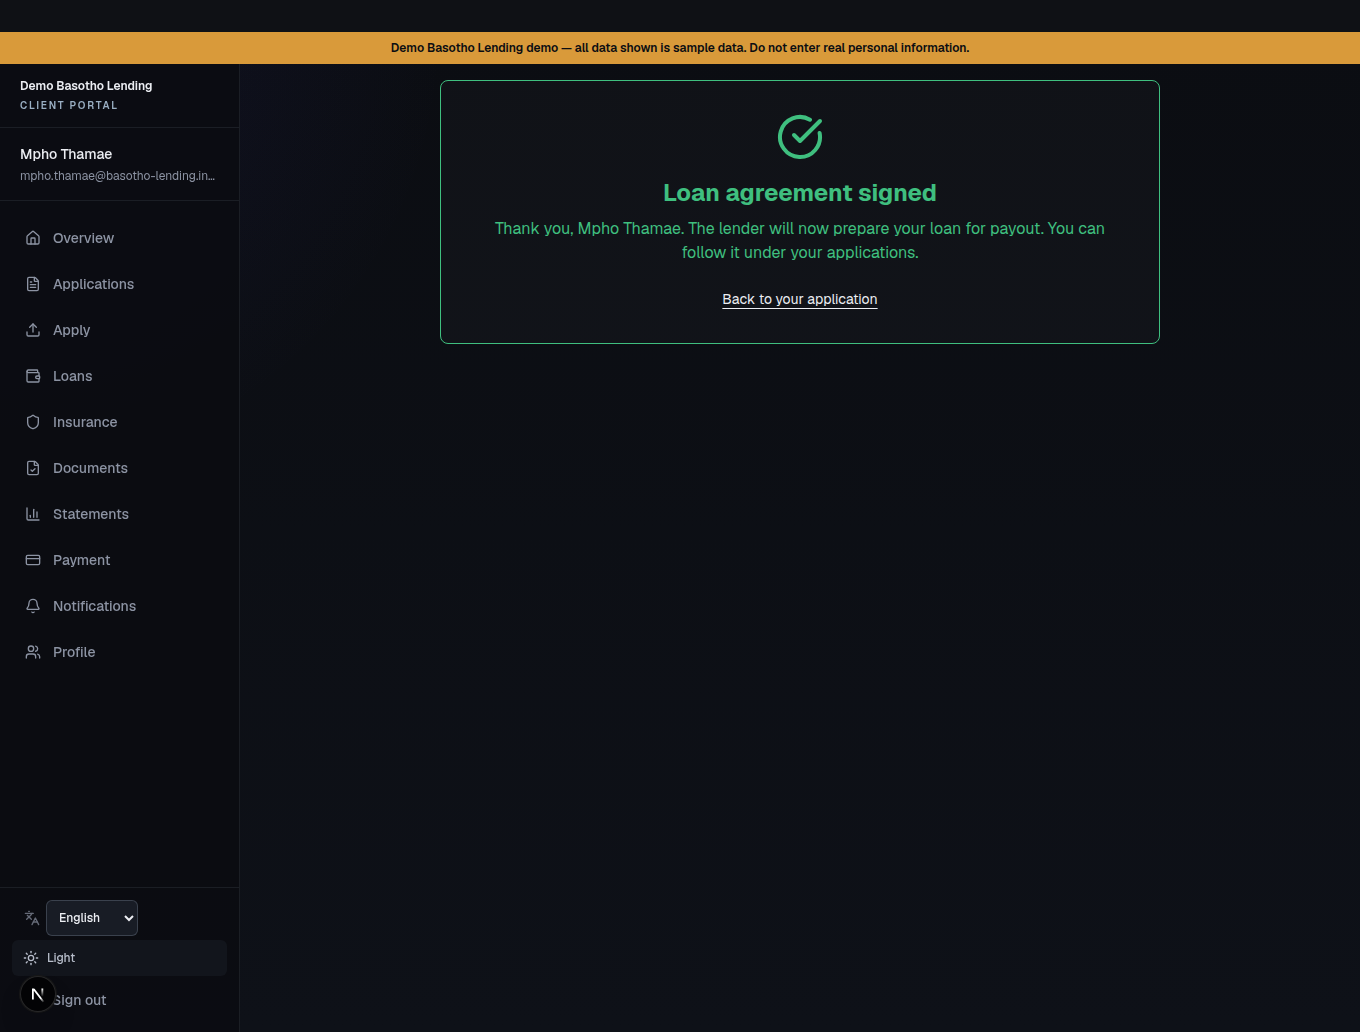 Demo Basotho Lending demo — all data shown is sample data. Do not enter real personal information.
Demo Basotho Lending
CLIENT PORTAL
Mpho Thamae
mpho.thamae@basotho-lending.in…
Overview
Applications
Apply
Loans
Insurance
Documents
Statements
Payment
Notifications
Profile
English
Light
N
Sign out
Loan agreement signed
Thank you, Mpho Thamae. The lender will now prepare your loan for payout. You can
follow it under your applications.
Back to your application